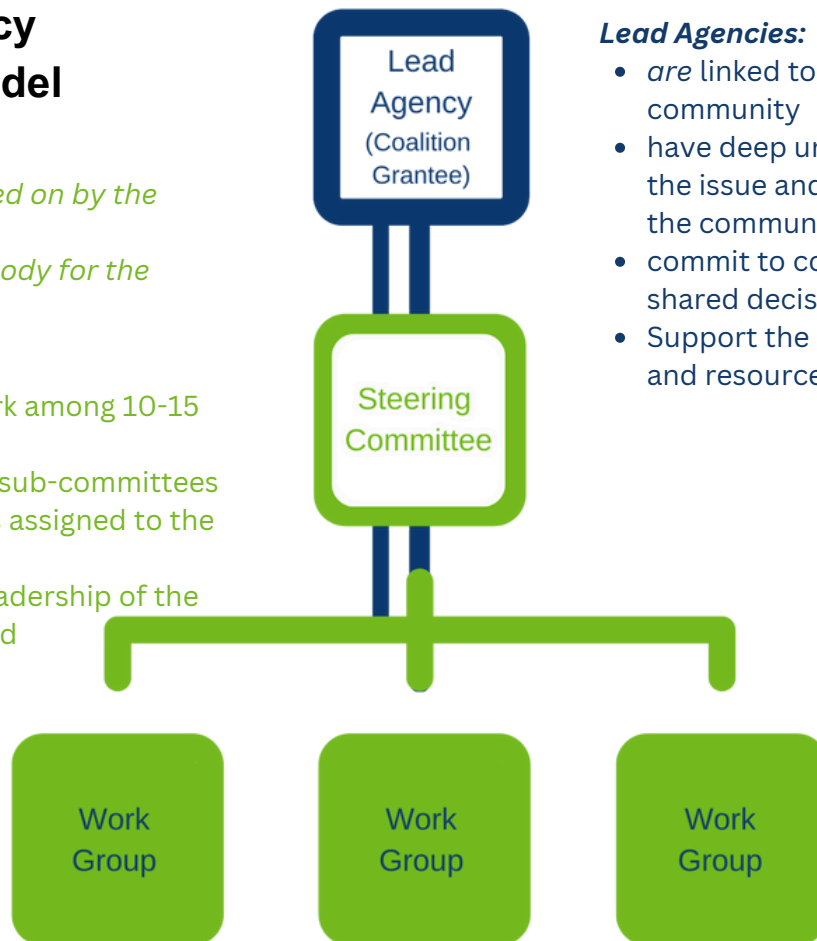 cy
del
ed on by the
ody for the
rk among 10-15
sub-committees
assigned to the
adership of the
d
Lead
Agency
(Coalition
Grantee)
Steering
Committee
Lead Agencies:
• are linked to
community
• have deep un
the issue and
the commun
• commit to co
shared decis
• Support the
and resource
Work
Group
Work
Group
Work
Group